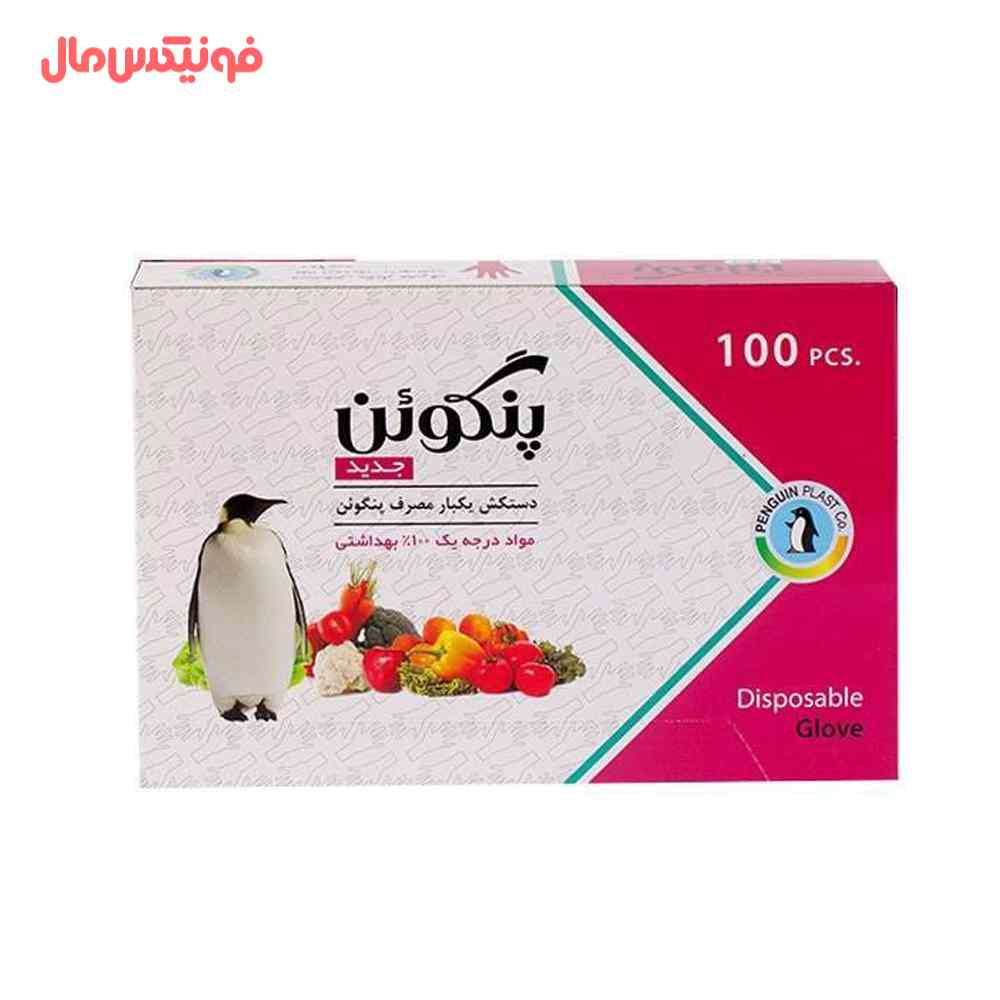 فونیکس‌مال
100 PCS.
پنگوئن
جدید
دستکش یکبار مصرف پنگوئن
مواد درجه یک ۱۰۰٪ بهداشتی
PENGUIN PLAST Co.
Disposable
Glove